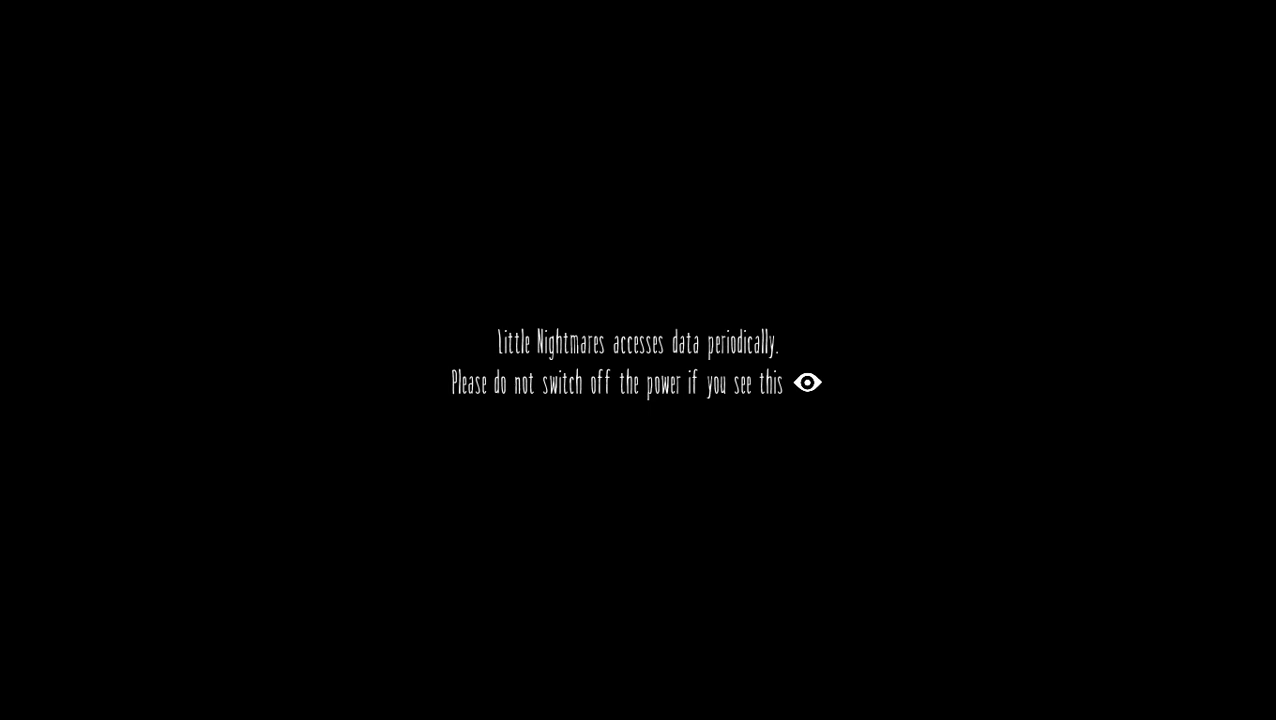 Little Nightmares accesses data periodically.
Please do not switch off the power if you see this